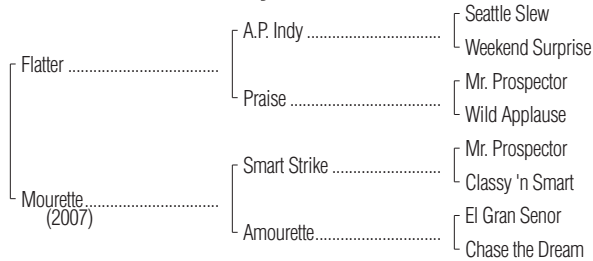 Seattle Slew
A.P. Indy ..............................
Weekend Surprise
Flatter ..................................
Mr. Prospector
Praise ..................................
Wild Applause
Mr. Prospector
Smart Strike ........................
Classy 'n Smart
Mourette..............................
(2007)
El Gran Senor
Amourette............................
Chase the Dream